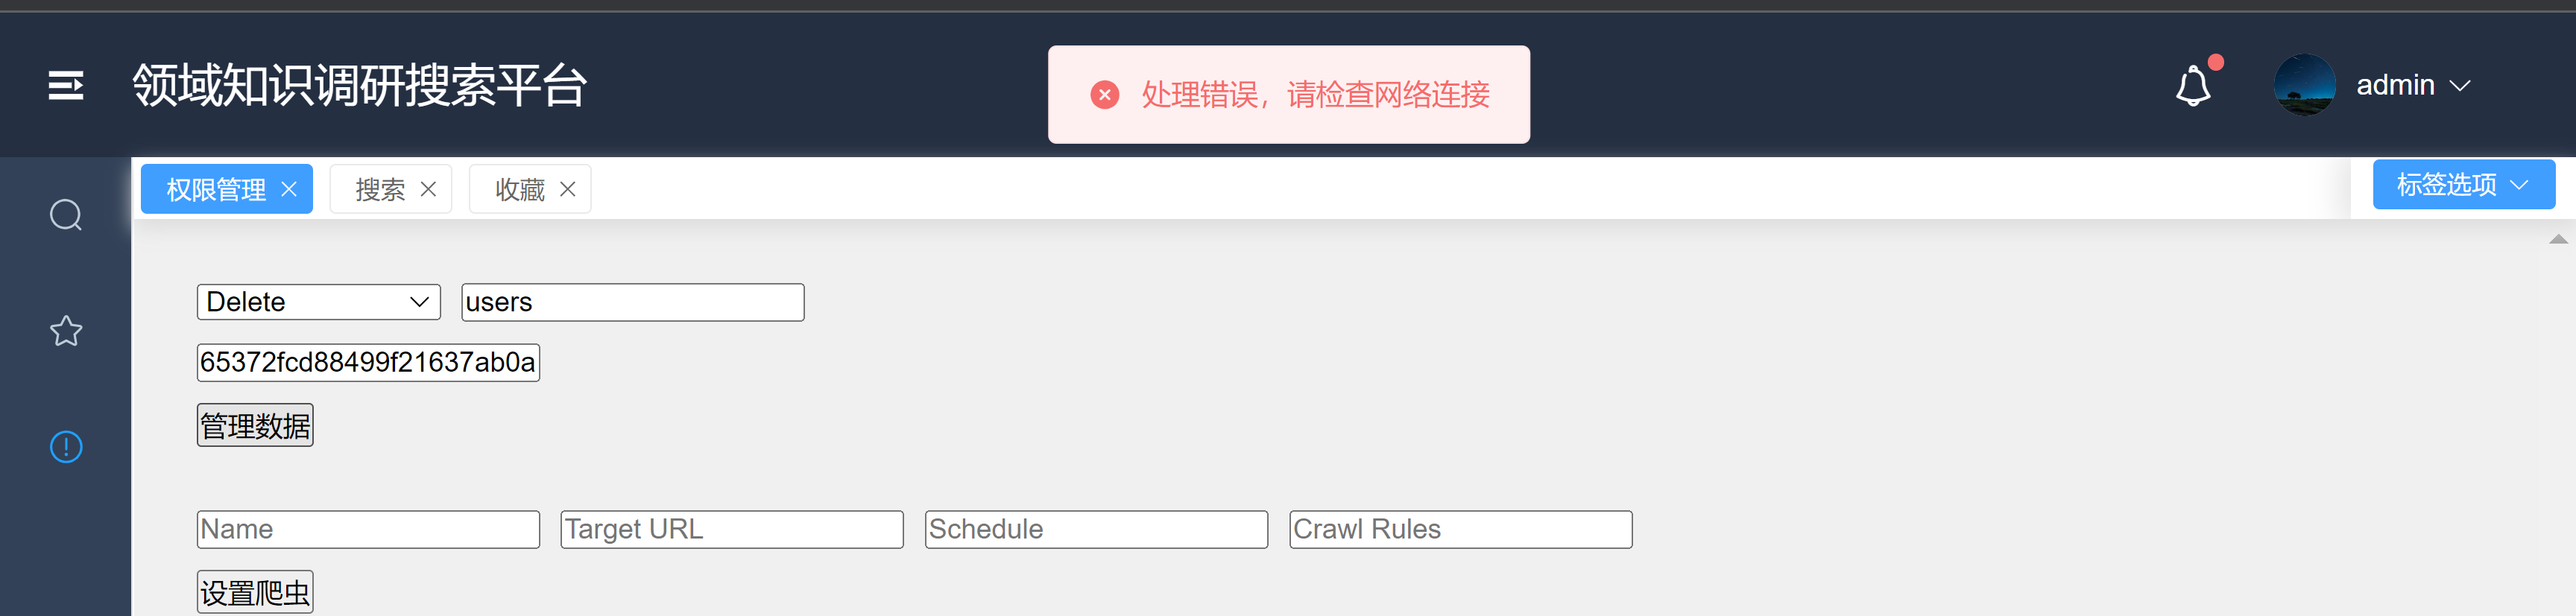 领域知识调研搜索平台
处理错误，请检查网络连接
admin
权限管理
搜索
收藏
标签选项
Delete
users
65372fcd88499f21637ab0a
管理数据
Name
Target URL
Schedule
Crawl Rules
设置爬虫